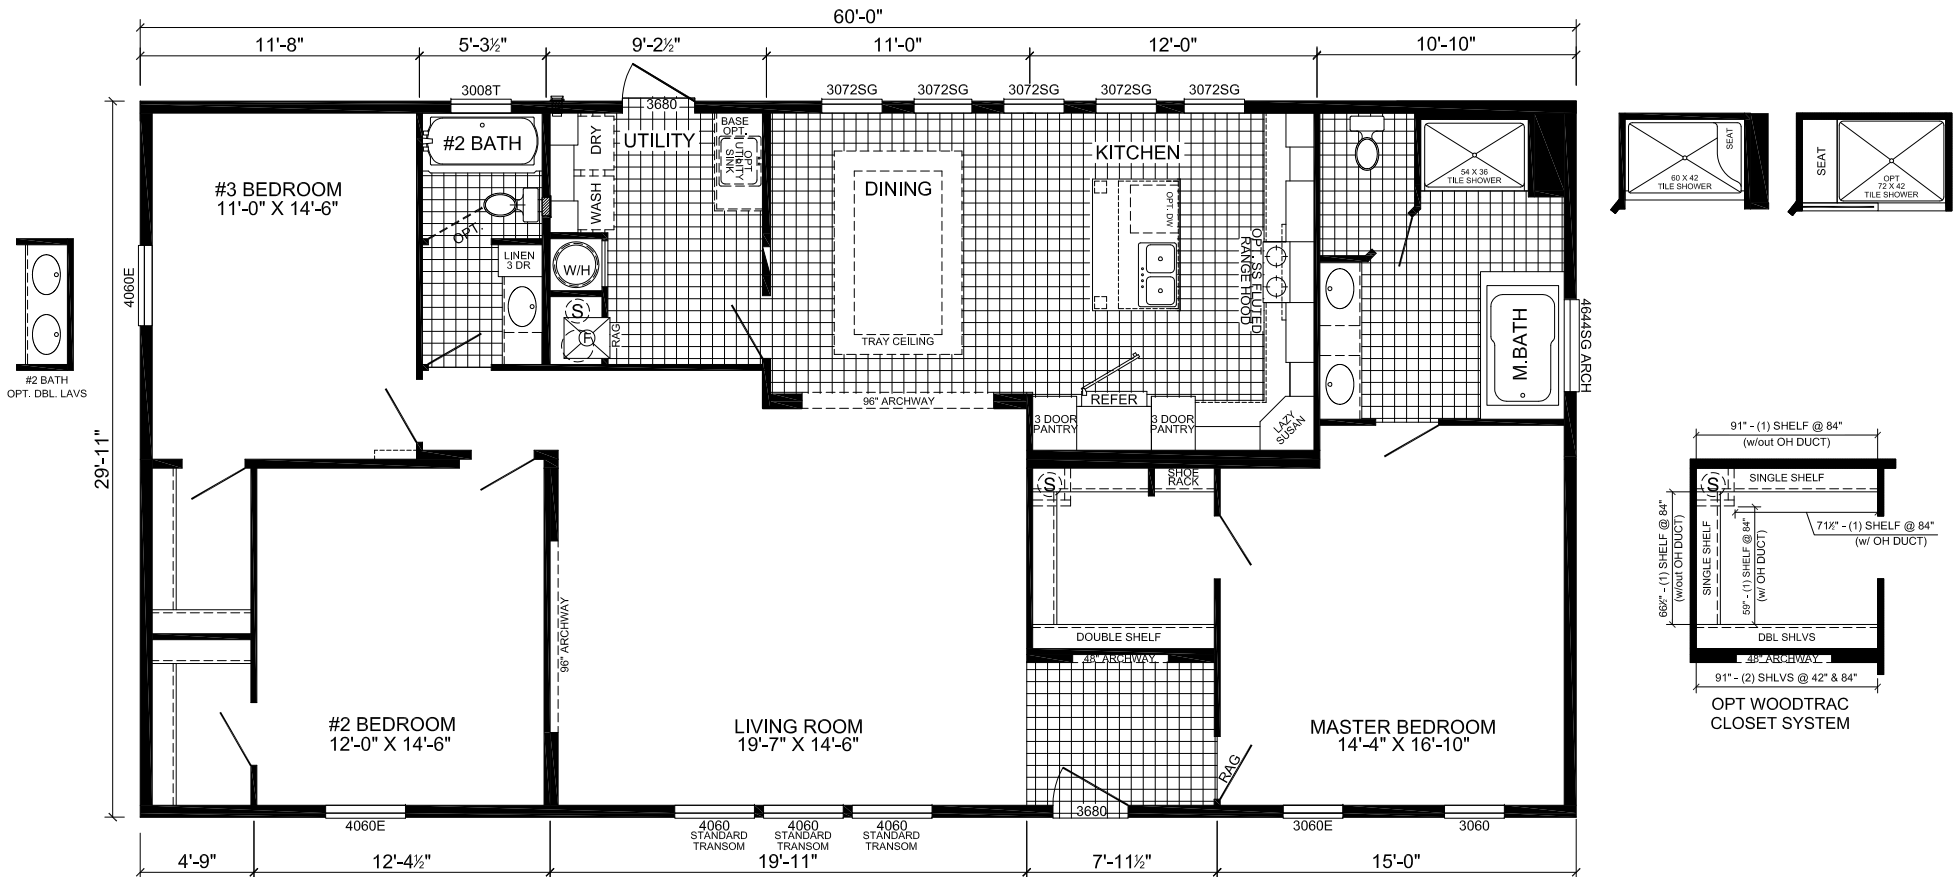 60'-0"
11'-8"
5'-3½"
9'-2½"
11'-0"
12'-0"
10'-10"
3008T
3680
3072SG
3072SG
3072SG
3072SG
3072SG
#2 BATH
DRY
UTILITY
BASE
OPT.
OPT
UTILITY
SINK
KITCHEN
54 X 36
TILE SHOWER
60 X 42
TILE SHOWER
SEAT
SEAT
OPT
72 X 42
TILE SHOWER
#3 BEDROOM
11'-0" X 14'-6"
WASH
DINING
OPT. DW
OPT.
LINEN
3 DR
W/H
OPT. SS FLUTED
RANGE HOOD
4060E
S
F
RAG
TRAY CEILING
M.BATH
4644SG ARCH
#2 BATH
OPT. DBL. LAVS
96" ARCHWAY
REFER
3 DOOR
PANTRY
3 DOOR
PANTRY
LAZY
SUSAN
29'-11"
91" - (1) SHELF @ 84"
(w/out OH DUCT)
S
SHOE
RACK
S
SINGLE SHELF
66½" - (1) SHELF @ 84"
(w/out OH DUCT)
SINGLE SHELF
59" - (1) SHELF @ 84"
(w/ OH DUCT)
71½" - (1) SHELF @ 84"
(w/ OH DUCT)
96" ARCHWAY
DOUBLE SHELF
DBL SHLVS
48" ARCHWAY
48" ARCHWAY
91" - (2) SHLVS @ 42" & 84"
OPT WOODTRAC
CLOSET SYSTEM
#2 BEDROOM
12'-0" X 14'-6"
LIVING ROOM
19'-7" X 14'-6"
MASTER BEDROOM
14'-4" X 16'-10"
RAG
4060E
4060
STANDARD
TRANSOM
4060
STANDARD
TRANSOM
4060
STANDARD
TRANSOM
3680
3060E
3060
4'-9"
12'-4½"
19'-11"
7'-11½"
15'-0"